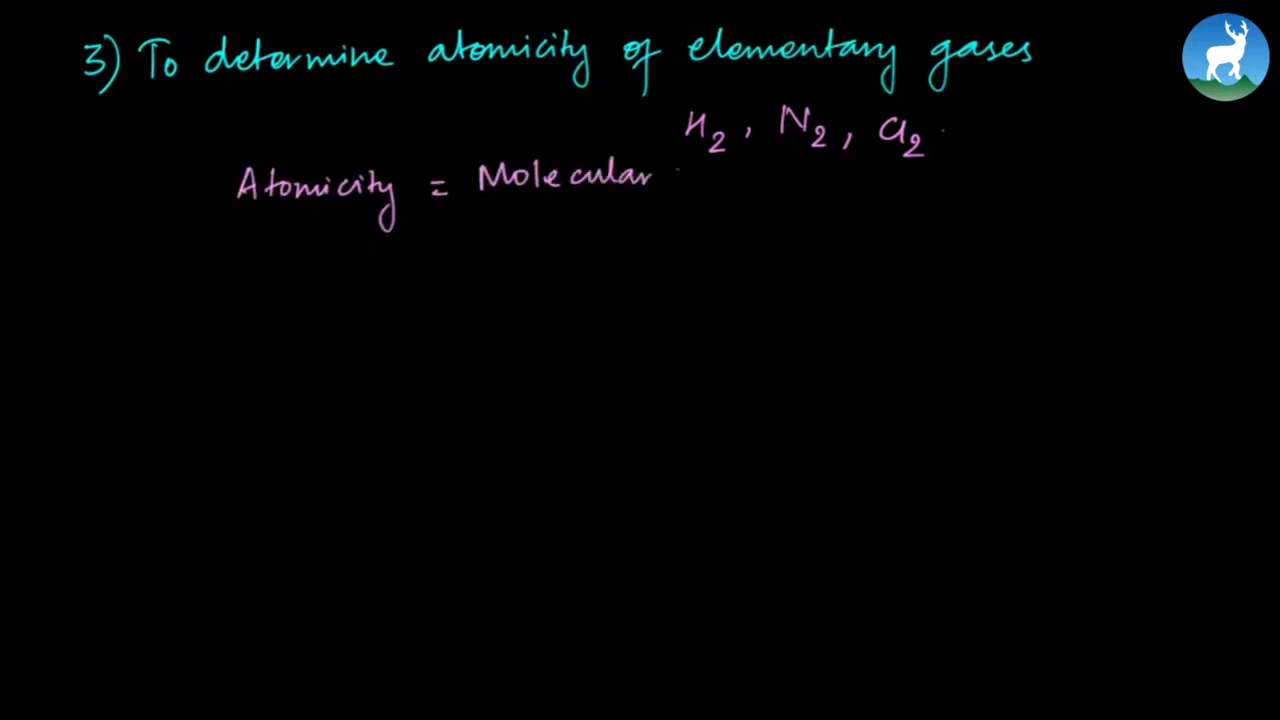 3) To determine atomicity of elementary gases
H2, N2, Cl2
Atomicity = Molecular